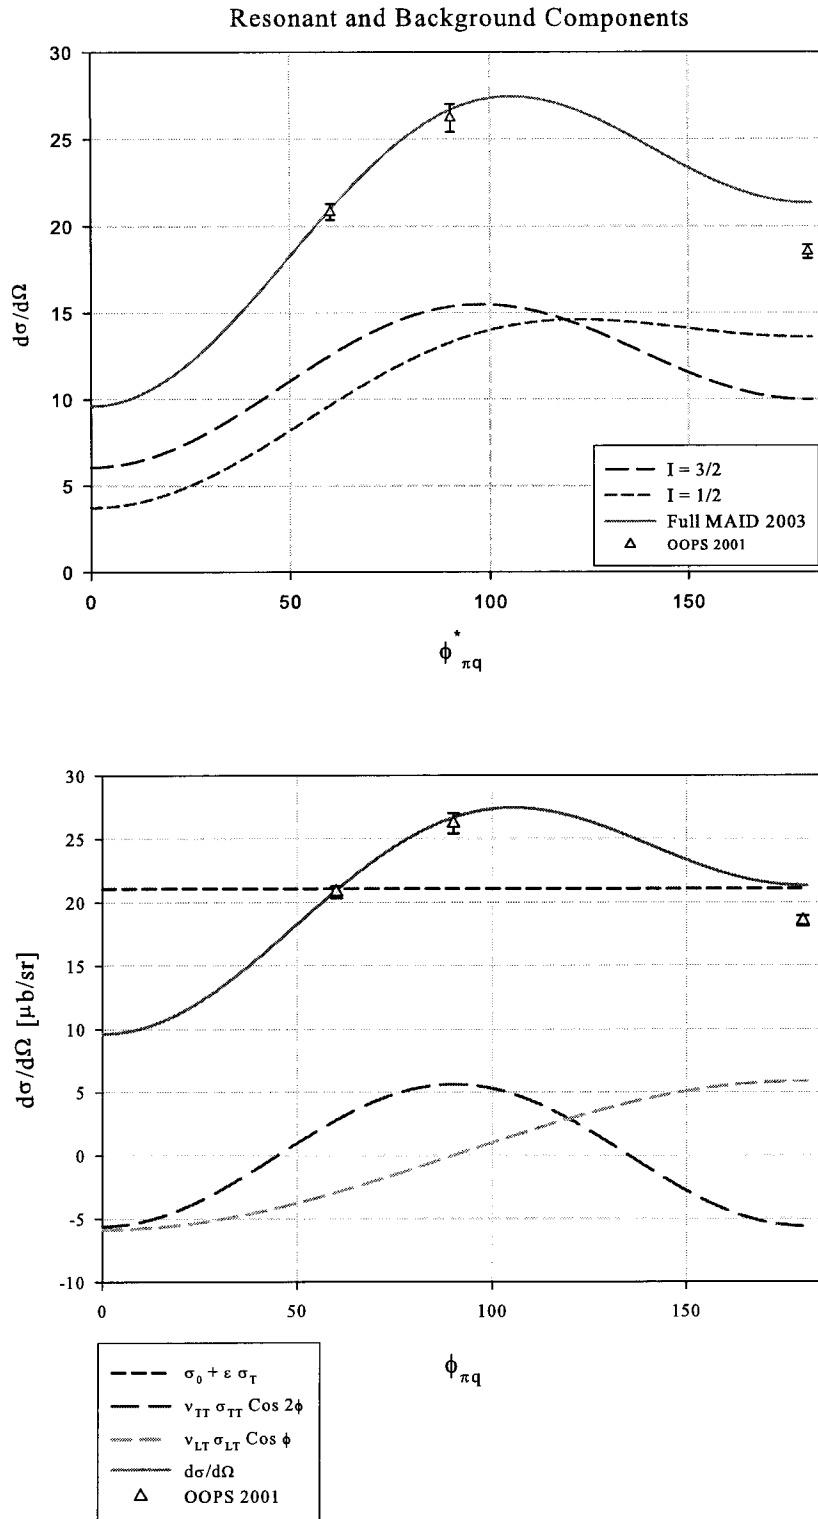 Resonant and Background Components
30
25
20
15
10
5
0
dσ/dΩ
0 50 100 150
ϕ*πq
I = 3/2
I = 1/2
Full MAID 2003
OOPS 2001
30
25
20
15
10
5
0
-5
-10
dσ/dΩ [μb/sr]
0 50 100 150
ϕπq
σ0 + ε σT
νTT σTT Cos 2ϕ
νLT σLT Cos ϕ
dσ/dΩ
OOPS 2001